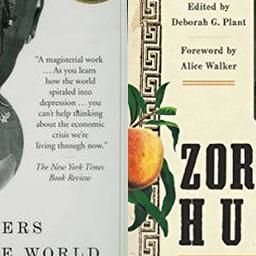 "A magisterial work
... As you learn
how the world
spiraled into
depression ... you
can't help thinking
about the economic
crisis we're
living through now."
The New York Times
Book Review
ERS
E WORLD
Edited by
Deborah G. Plant
Foreword by
Alice Walker
ZOR
HU